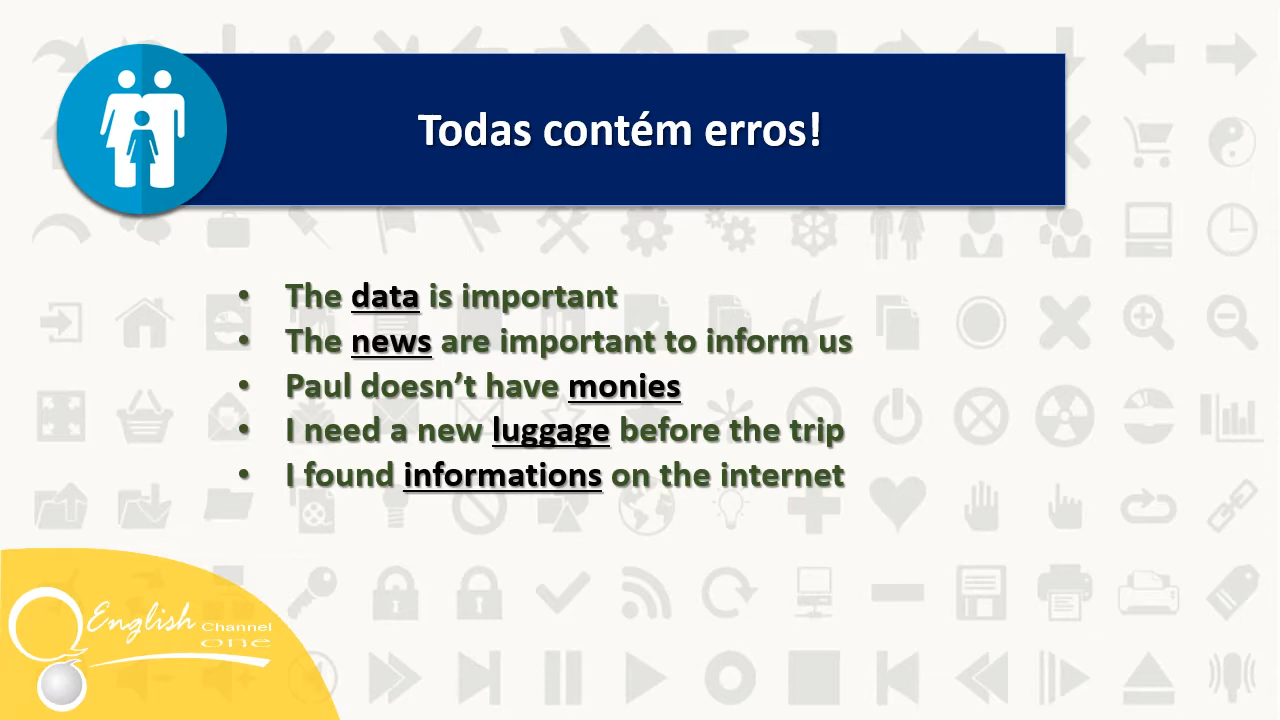 Todas contém erros!
• The data is important
• The news are important to inform us
• Paul doesn’t have monies
• I need a new luggage before the trip
• I found informations on the internet
English Channel
one